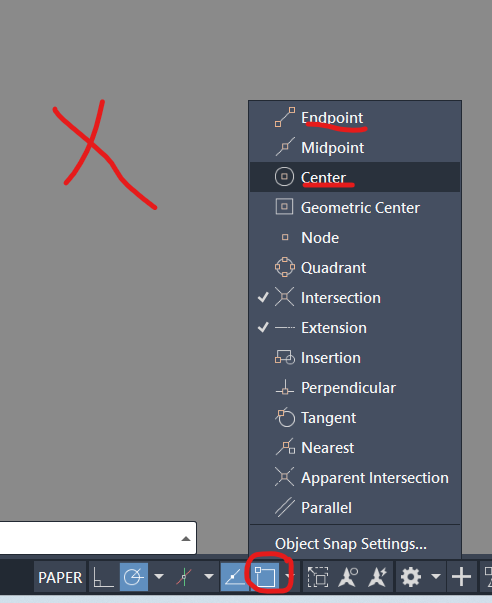 Endpoint
Midpoint
Center
Geometric Center
Node
Quadrant
Intersection
Extension
Insertion
Perpendicular
Tangent
Nearest
Apparent Intersection
Parallel
Object Snap Settings...
PAPER